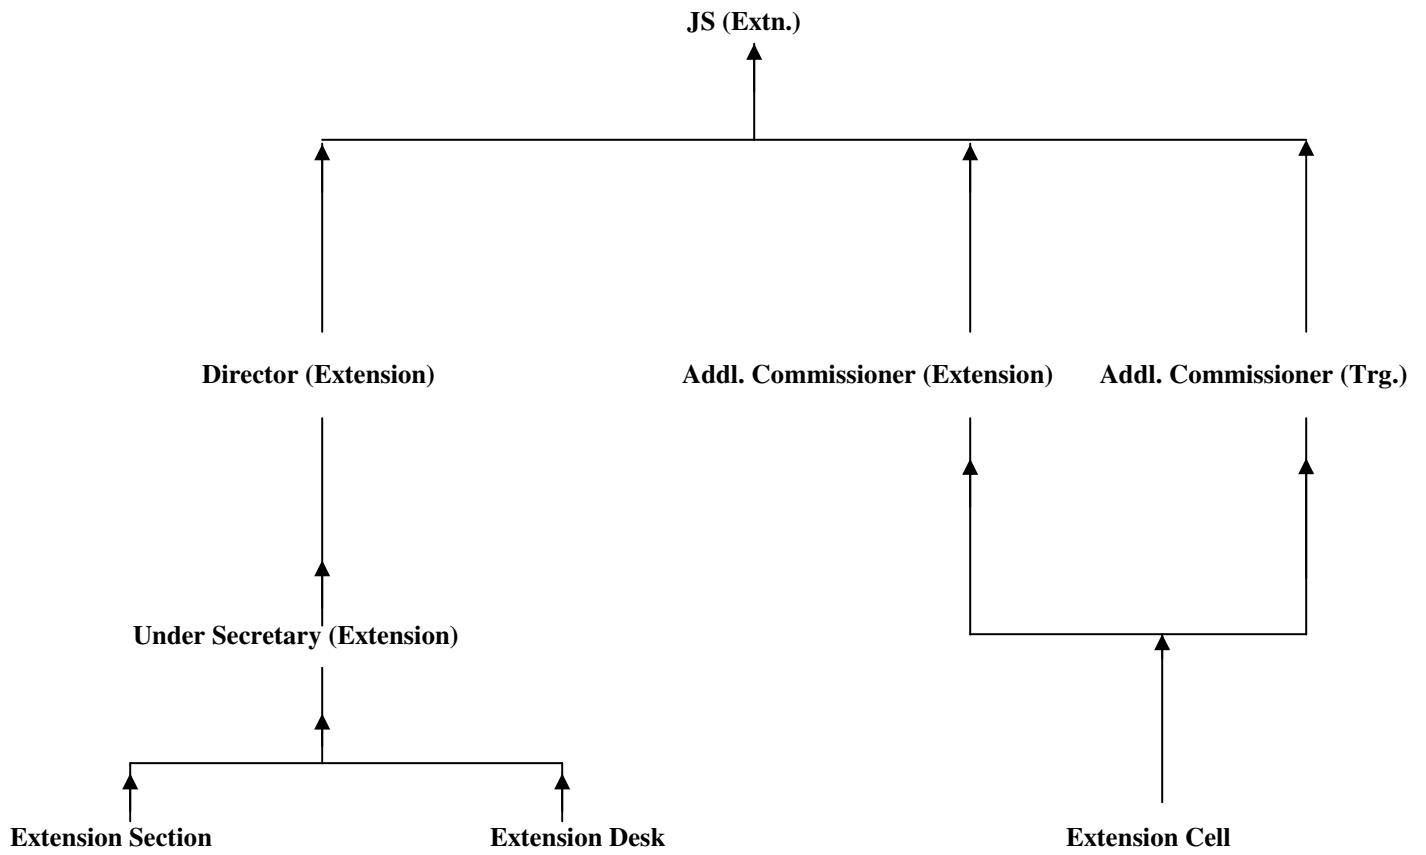 JS (Extn.)
Director (Extension)
Addl. Commissioner (Extension)
Addl. Commissioner (Trg.)
Under Secretary (Extension)
Extension Section
Extension Desk
Extension Cell